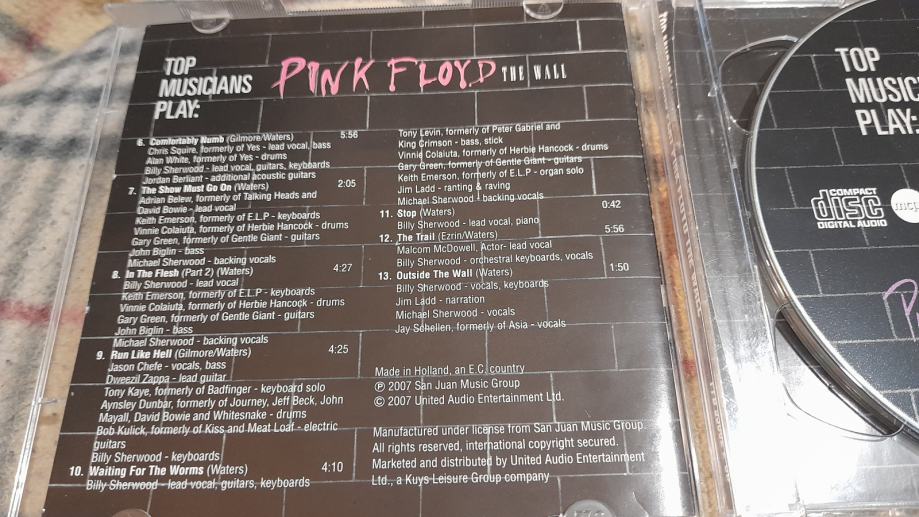 TOP
MUSICIANS
PLAY:
PINK FLOYD THE WALL
6. Comfortably Numb (Gilmore/Waters) 5:56
Chris Squire, formerly of Yes - lead vocal, bass
Alan White, formerly of Yes - drums
Billy Sherwood - lead vocal, guitars, keyboards
Jordan Berliant - additional acoustic guitars
7. The Show Must Go On (Waters) 2:05
Adrian Belew, formerly of Talking Heads and
David Bowie - lead vocal
Keith Emerson, formerly of E.L.P - keyboards
Vinnie Colaiuta, formerly of Herbie Hancock - drums
Gary Green, formerly of Gentle Giant - guitars
John Biglin - bass
Michael Sherwood - backing vocals
8. In The Flesh (Part 2) (Waters) 4:27
Billy Sherwood - lead vocal
Keith Emerson, formerly of E.L.P - keyboards
Vinnie Colaiuta, formerly of Herbie Hancock - drums
Gary Green, formerly of Gentle Giant - guitars
John Biglin - bass
Michael Sherwood - backing vocals
9. Run Like Hell (Gilmore/Waters) 4:25
Jason Chefe - vocals, bass
Dweezil Zappa - lead guitar
Tony Kaye, formerly of Badfinger - keyboard solo
Aynsley Dunbar, formerly of Journey, Jeff Beck, John
Mayall, David Bowie and Whitesnake - drums
Bob Kulick, formerly of Kiss and Meat Loaf - electric
guitars
Billy Sherwood - keyboards
10. Waiting For The Worms (Waters) 4:10
Billy Sherwood - lead vocal, guitars, keyboards
Tony Levin, formerly of Peter Gabriel and
King Crimson - bass, stick
Vinnie Colaiuta, formerly of Herbie Hancock - drums
Gary Green, formerly of Gentle Giant - guitars
Keith Emerson, formerly of E.L.P - organ solo
Jim Ladd - ranting & raving
Michael Sherwood - backing vocals
11. Stop (Waters) 0:42
Billy Sherwood - lead vocal, piano
12. The Trail (Ezrin/Waters) 5:56
Malcom McDowell, Actor- lead vocal
Billy Sherwood - orchestral keyboards, vocals
13. Outside The Wall (Waters) 1:50
Billy Sherwood - vocals, keyboards
Jim Ladd - narration
Michael Sherwood - vocals
Jay Schellen, formerly of Asia - vocals
Made in Holland, an E.C. country
℗ 2007 San Juan Music Group
© 2007 United Audio Entertainment Ltd.
Manufactured under license from San Juan Music Group.
All rights reserved, international copyright secured.
Marketed and distributed by United Audio Entertainment
Ltd., a Kuys Leisure Group company
TOP
MUSIC
PLAY:
COMPACT
disc
DIGITAL AUDIO
mcp